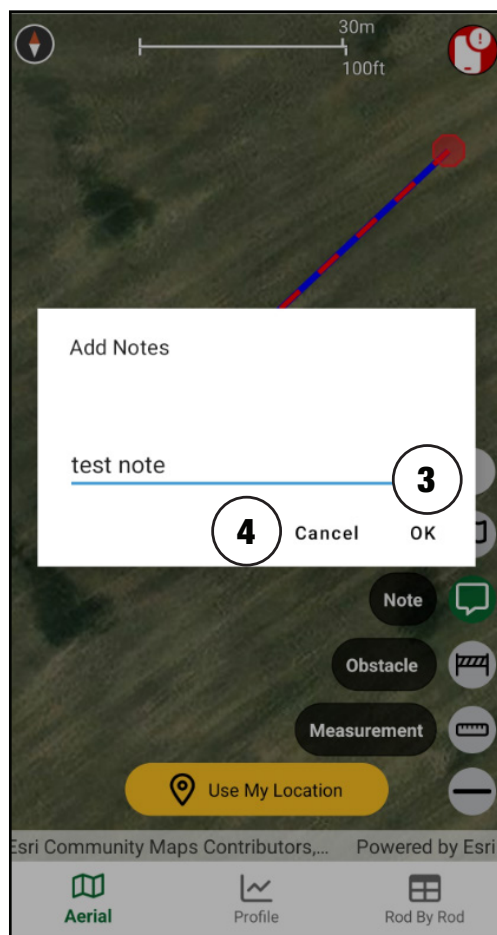 30m
100ft
Add Notes
test note
3
4
Cancel
OK
Note
Obstacle
Measurement
Use My Location
Esri Community Maps Contributors,...
Powered by Esri
Aerial
Profile
Rod By Rod